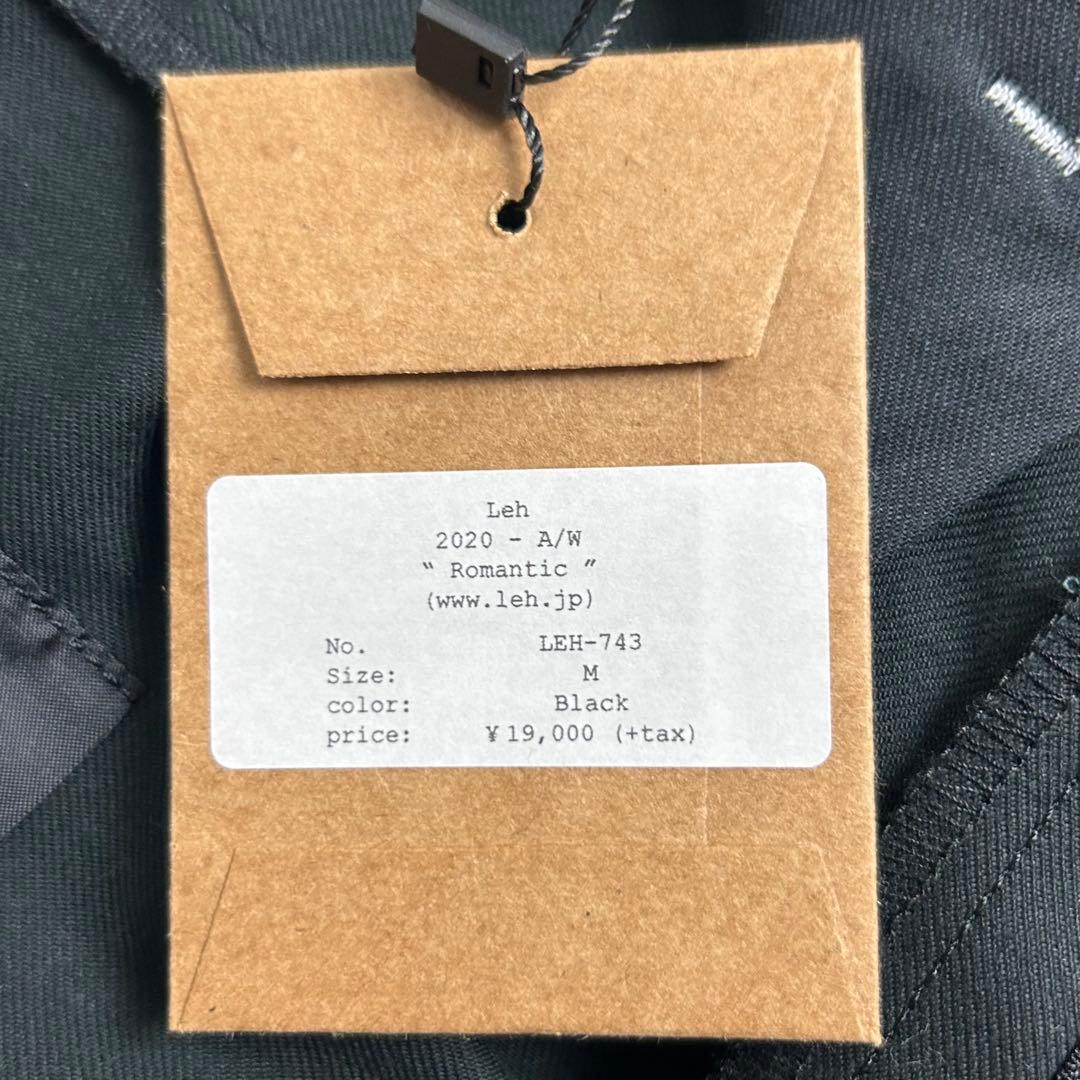 Leh
2020 - A/W
“ Romantic ”
(www.leh.jp)
No. LEH-743
Size: M
color: Black
price: ¥19,000 (+tax)